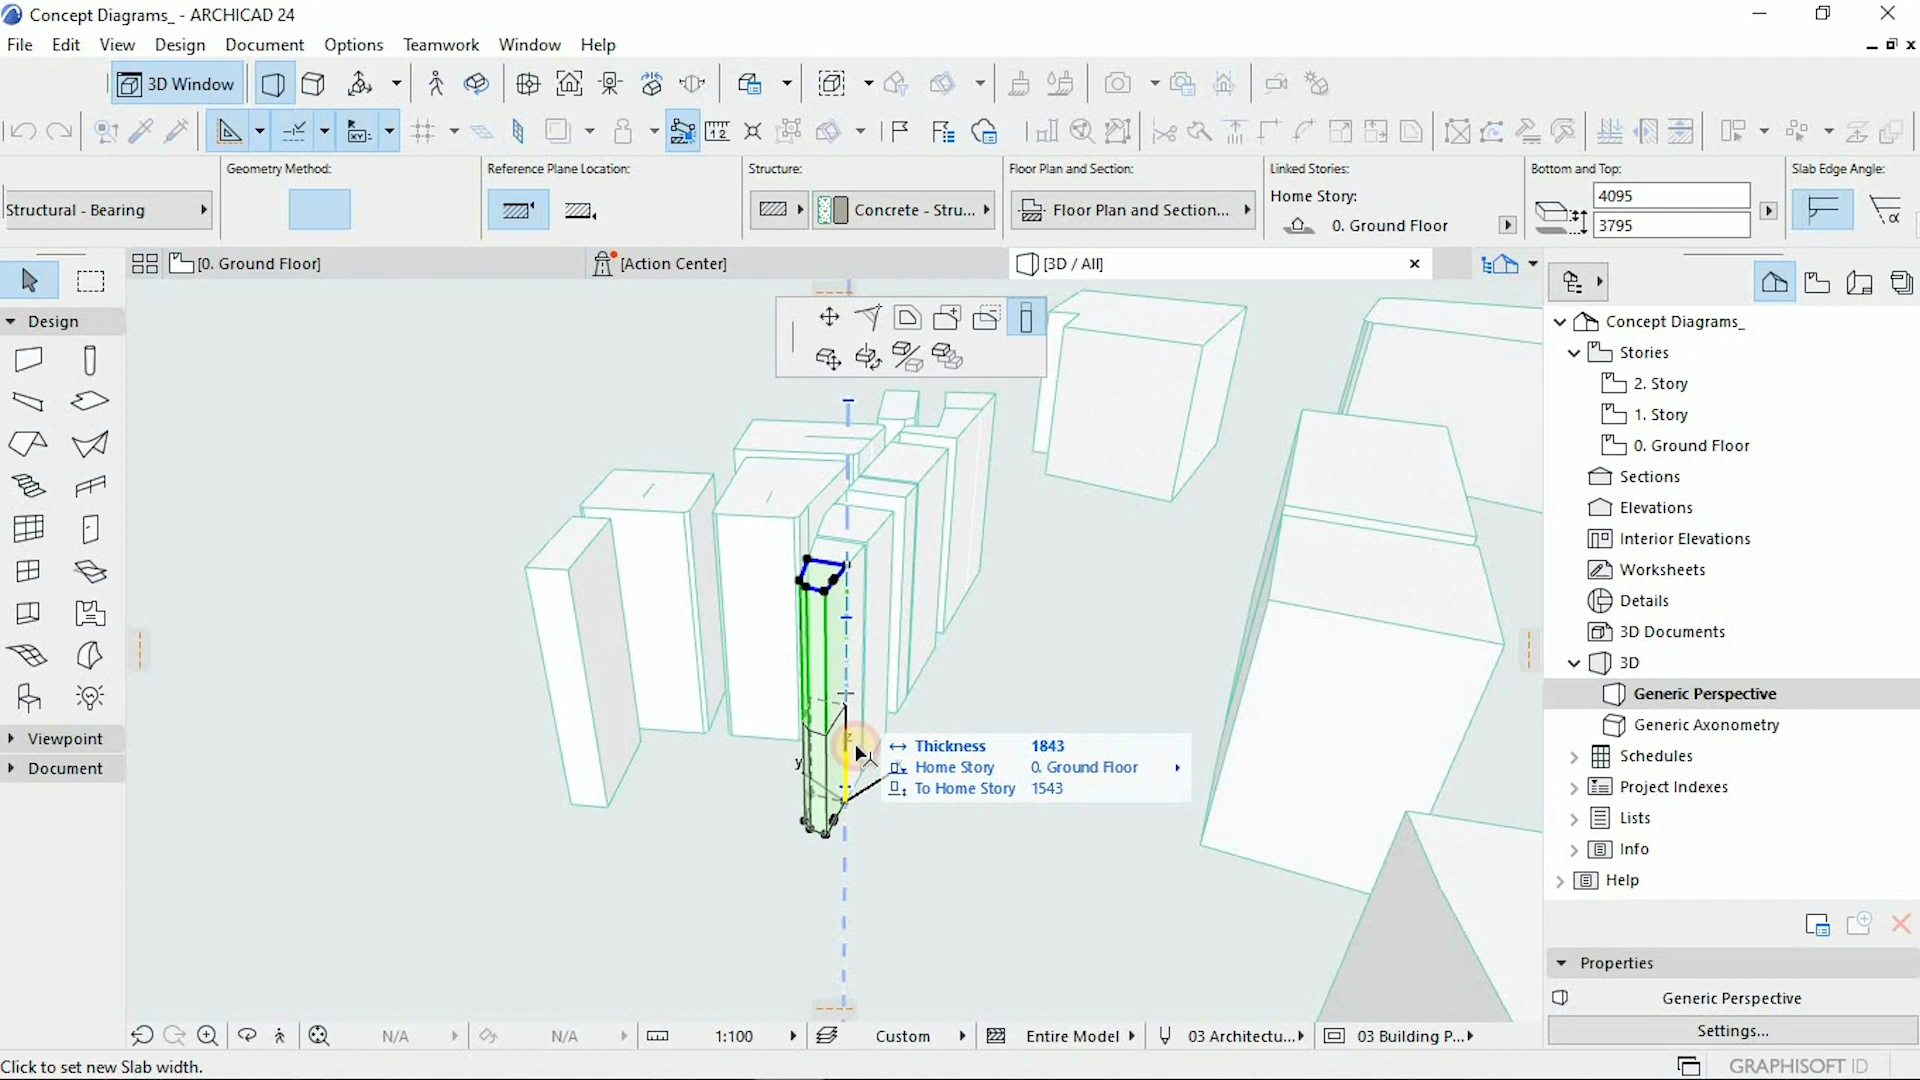 Concept Diagrams_ - ARCHICAD 24
File Edit View Design Document Options Teamwork Window Help
3D Window
Geometry Method:
Reference Plane Location:
Structure:
Floor Plan and Section:
Linked Stories:
Bottom and Top:
Slab Edge Angle:
Structural - Bearing
Concrete - Stru...
Floor Plan and Section...
Home Story:
0. Ground Floor
4095
3795
[0. Ground Floor]
[Action Center]
[3D / All]
Design
Viewpoint
Document
Thickness 1843
Home Story 0. Ground Floor
To Home Story 1543
y
z
Concept Diagrams_
Stories
2. Story
1. Story
0. Ground Floor
Sections
Elevations
Interior Elevations
Worksheets
Details
3D Documents
3D
Generic Perspective
Generic Axonometry
Schedules
Project Indexes
Lists
Info
Help
Properties
Generic Perspective
Settings...
N/A
N/A
1:100
Custom
Entire Model
03 Architectu...
03 Building P...
Click to set new Slab width.
GRAPHISOFT ID